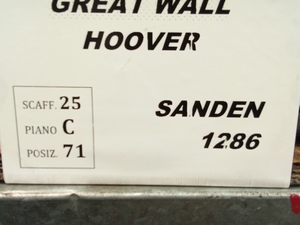 GREAT WALL
HOOVER
SCAFF. 25
PIANO C
POSIZ. 71
SANDEN
1286